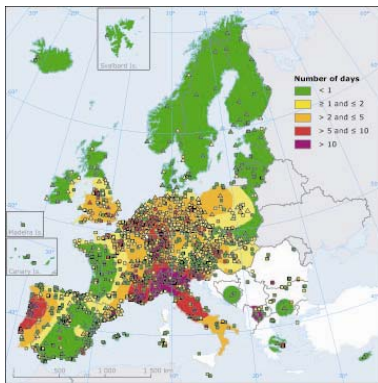 Svalbard Is.
Number of days
< 1
≥ 1 and ≤ 2
> 2 and ≤ 5
> 5 and ≤ 10
> 10
Madeira Is.
Canary Is.
0 500 1 000 1 500 km